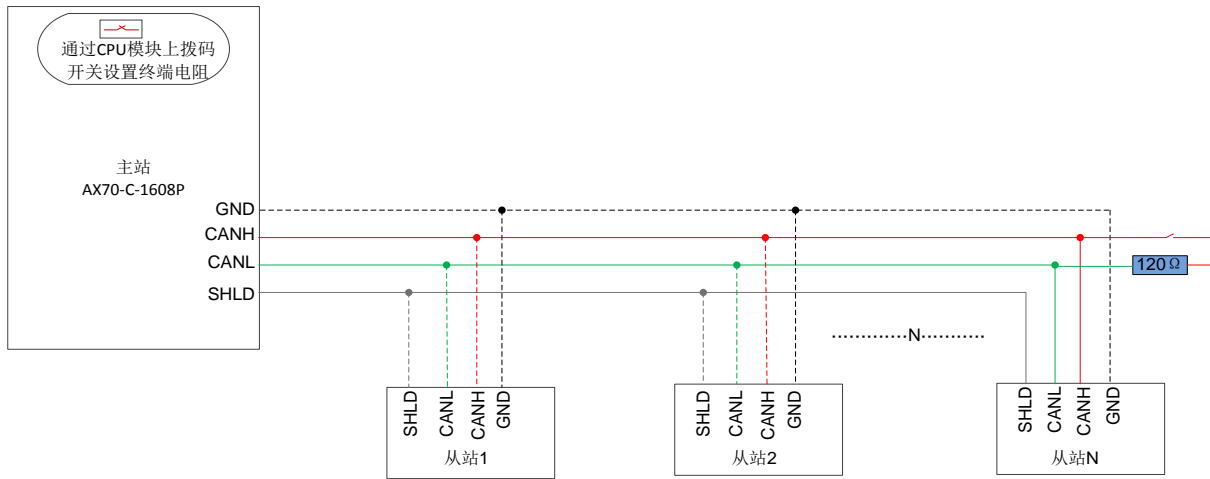 通过CPU模块上拨码
开关设置终端电阻
主站
AX70-C-1608P
GND
CANH
CANL
SHLD
120Ω
·············N···········
SHLD
CANL
CANH
GND
从站1
SHLD
CANL
CANH
GND
从站2
SHLD
CANL
CANH
GND
从站N